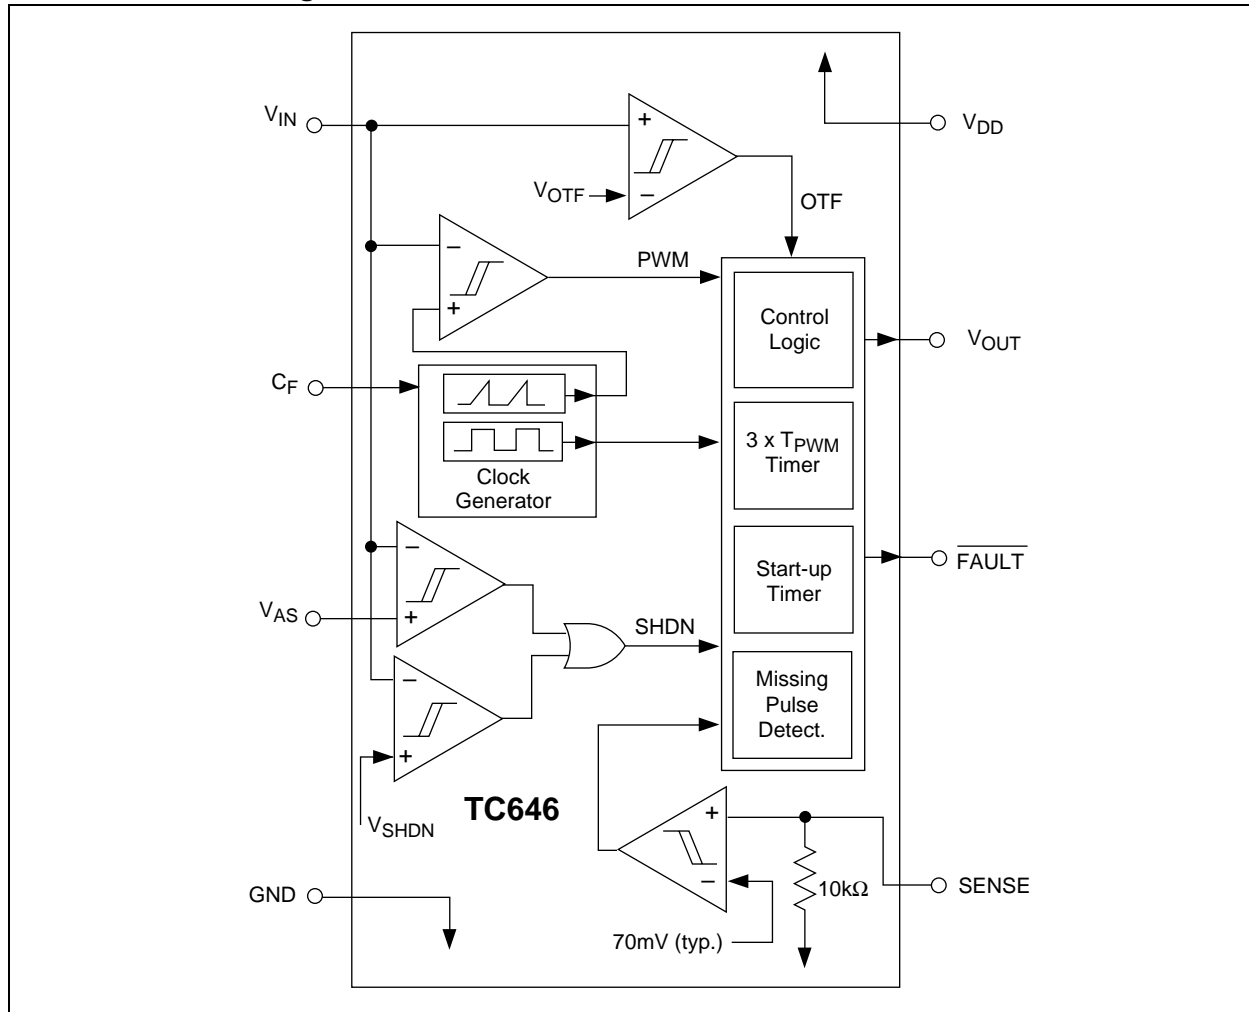 V_IN
V_DD
+
V_OTF
−
OTF
−
PWM
+
Control
Logic
V_OUT
C_F
3 x T_PWM
Timer
Clock
Generator
−
V_AS
+
Start-up
Timer
FAULT
SHDN
−
Missing
Pulse
Detect.
+
TC646
V_SHDN
+
−
10kΩ
GND
SENSE
70mV (typ.)